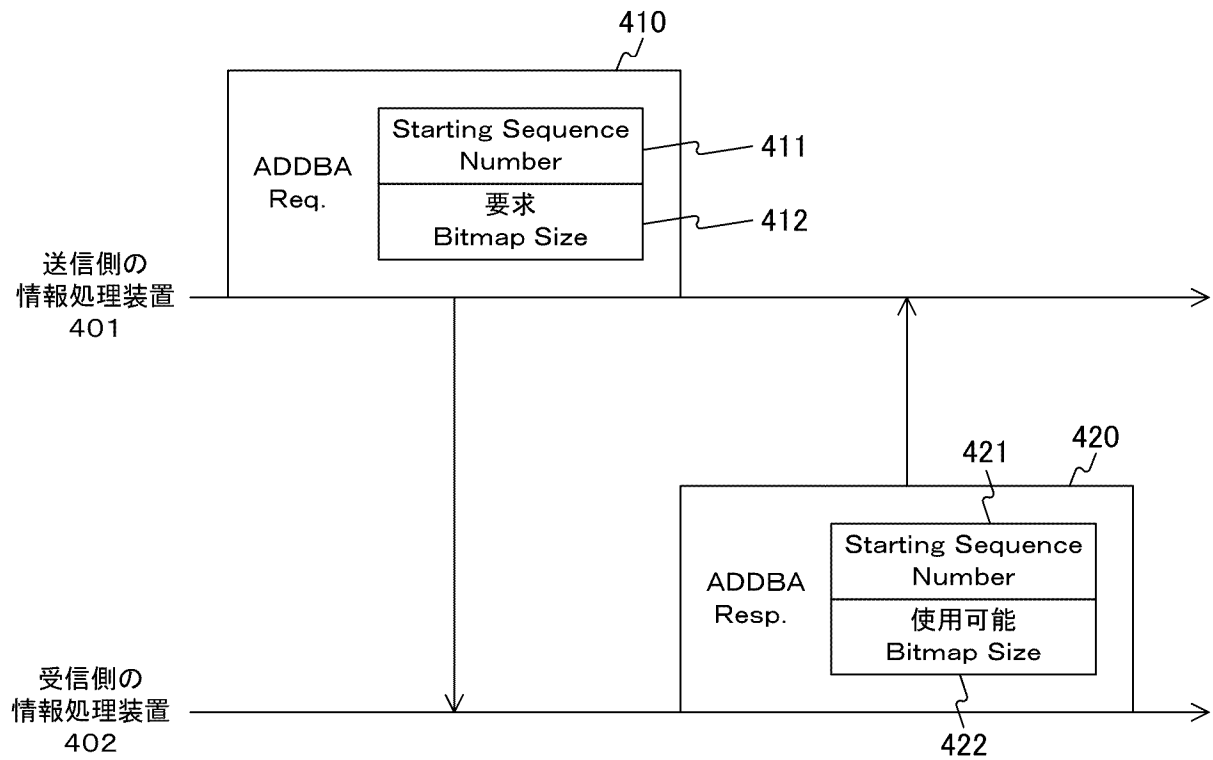 410
Starting Sequence
Number
411
ADDBA
Req.
要求
Bitmap Size
412
送信側の
情報処理装置
401
420
421
Starting Sequence
Number
ADDBA
Resp.
使用可能
Bitmap Size
422
受信側の
情報処理装置
402